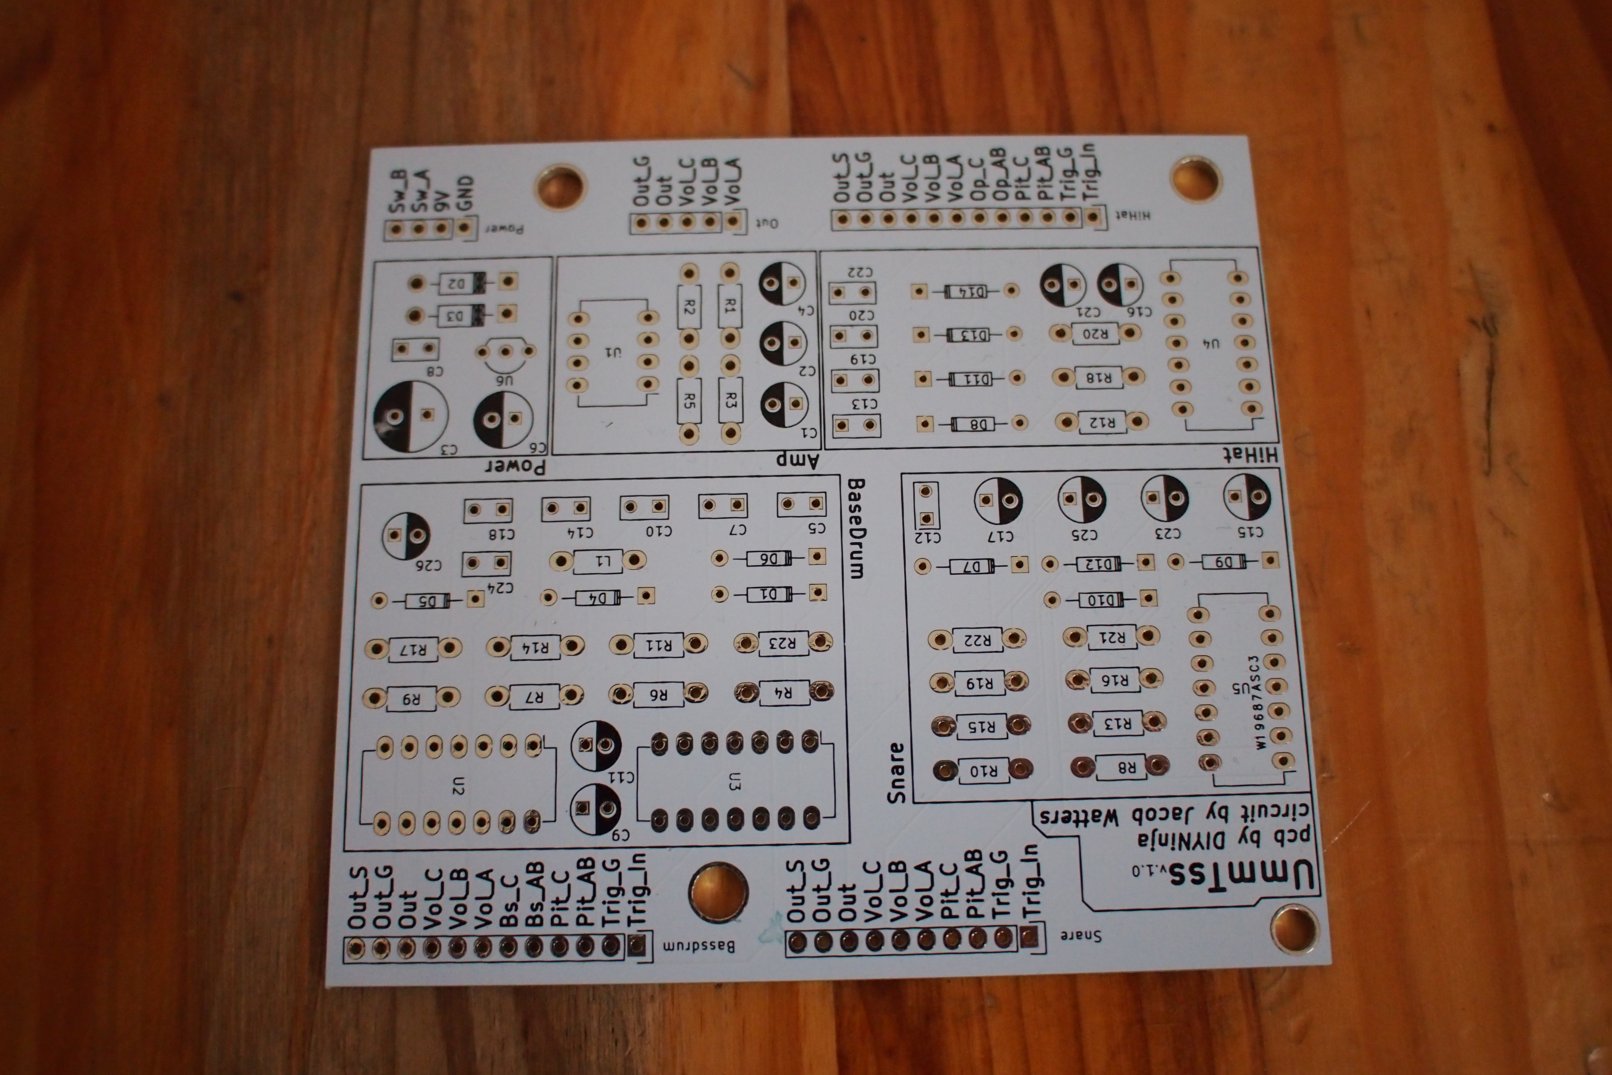 Sw_B
Sw_A
9V
GND
Power
Out_G
Out
Vol_C
Vol_B
Vol_A
Out
Out_S
Out_G
Out
Vol_C
Vol_B
Vol_A
Op_C
Op_AB
Pit_C
Pit_AB
Trig_G
Trig_In
HiHat
D2
D3
C8
U6
C3
C6
Power
U1
R2
R1
R5
R3
C4
C2
C1
Amp
C22
C20
C19
C13
D14
D13
D11
D8
C21
C16
R20
R18
R12
U4
HiHat
C26
C18
C14
C10
C7
C5
C24
L1
D6
D5
D4
D1
R17
R14
R11
R23
R9
R7
R6
R4
U2
C11
C9
U3
BaseDrum
C12
C17
C25
C23
C15
D7
D12
D9
D10
R22
R21
R19
R16
R15
R13
R10
R8
U5
W19687ASC3
Snare
UmmTss v.1.0
pcb by DIYNinja
circuit by Jacob Watters
Out_S
Out_G
Out
Vol_C
Vol_B
Vol_A
Bs_C
Bs_AB
Pit_C
Pit_AB
Trig_G
Trig_In
Bassdrum
Out_S
Out_G
Out
Vol_C
Vol_B
Vol_A
Pit_C
Pit_AB
Trig_G
Trig_In
Snare